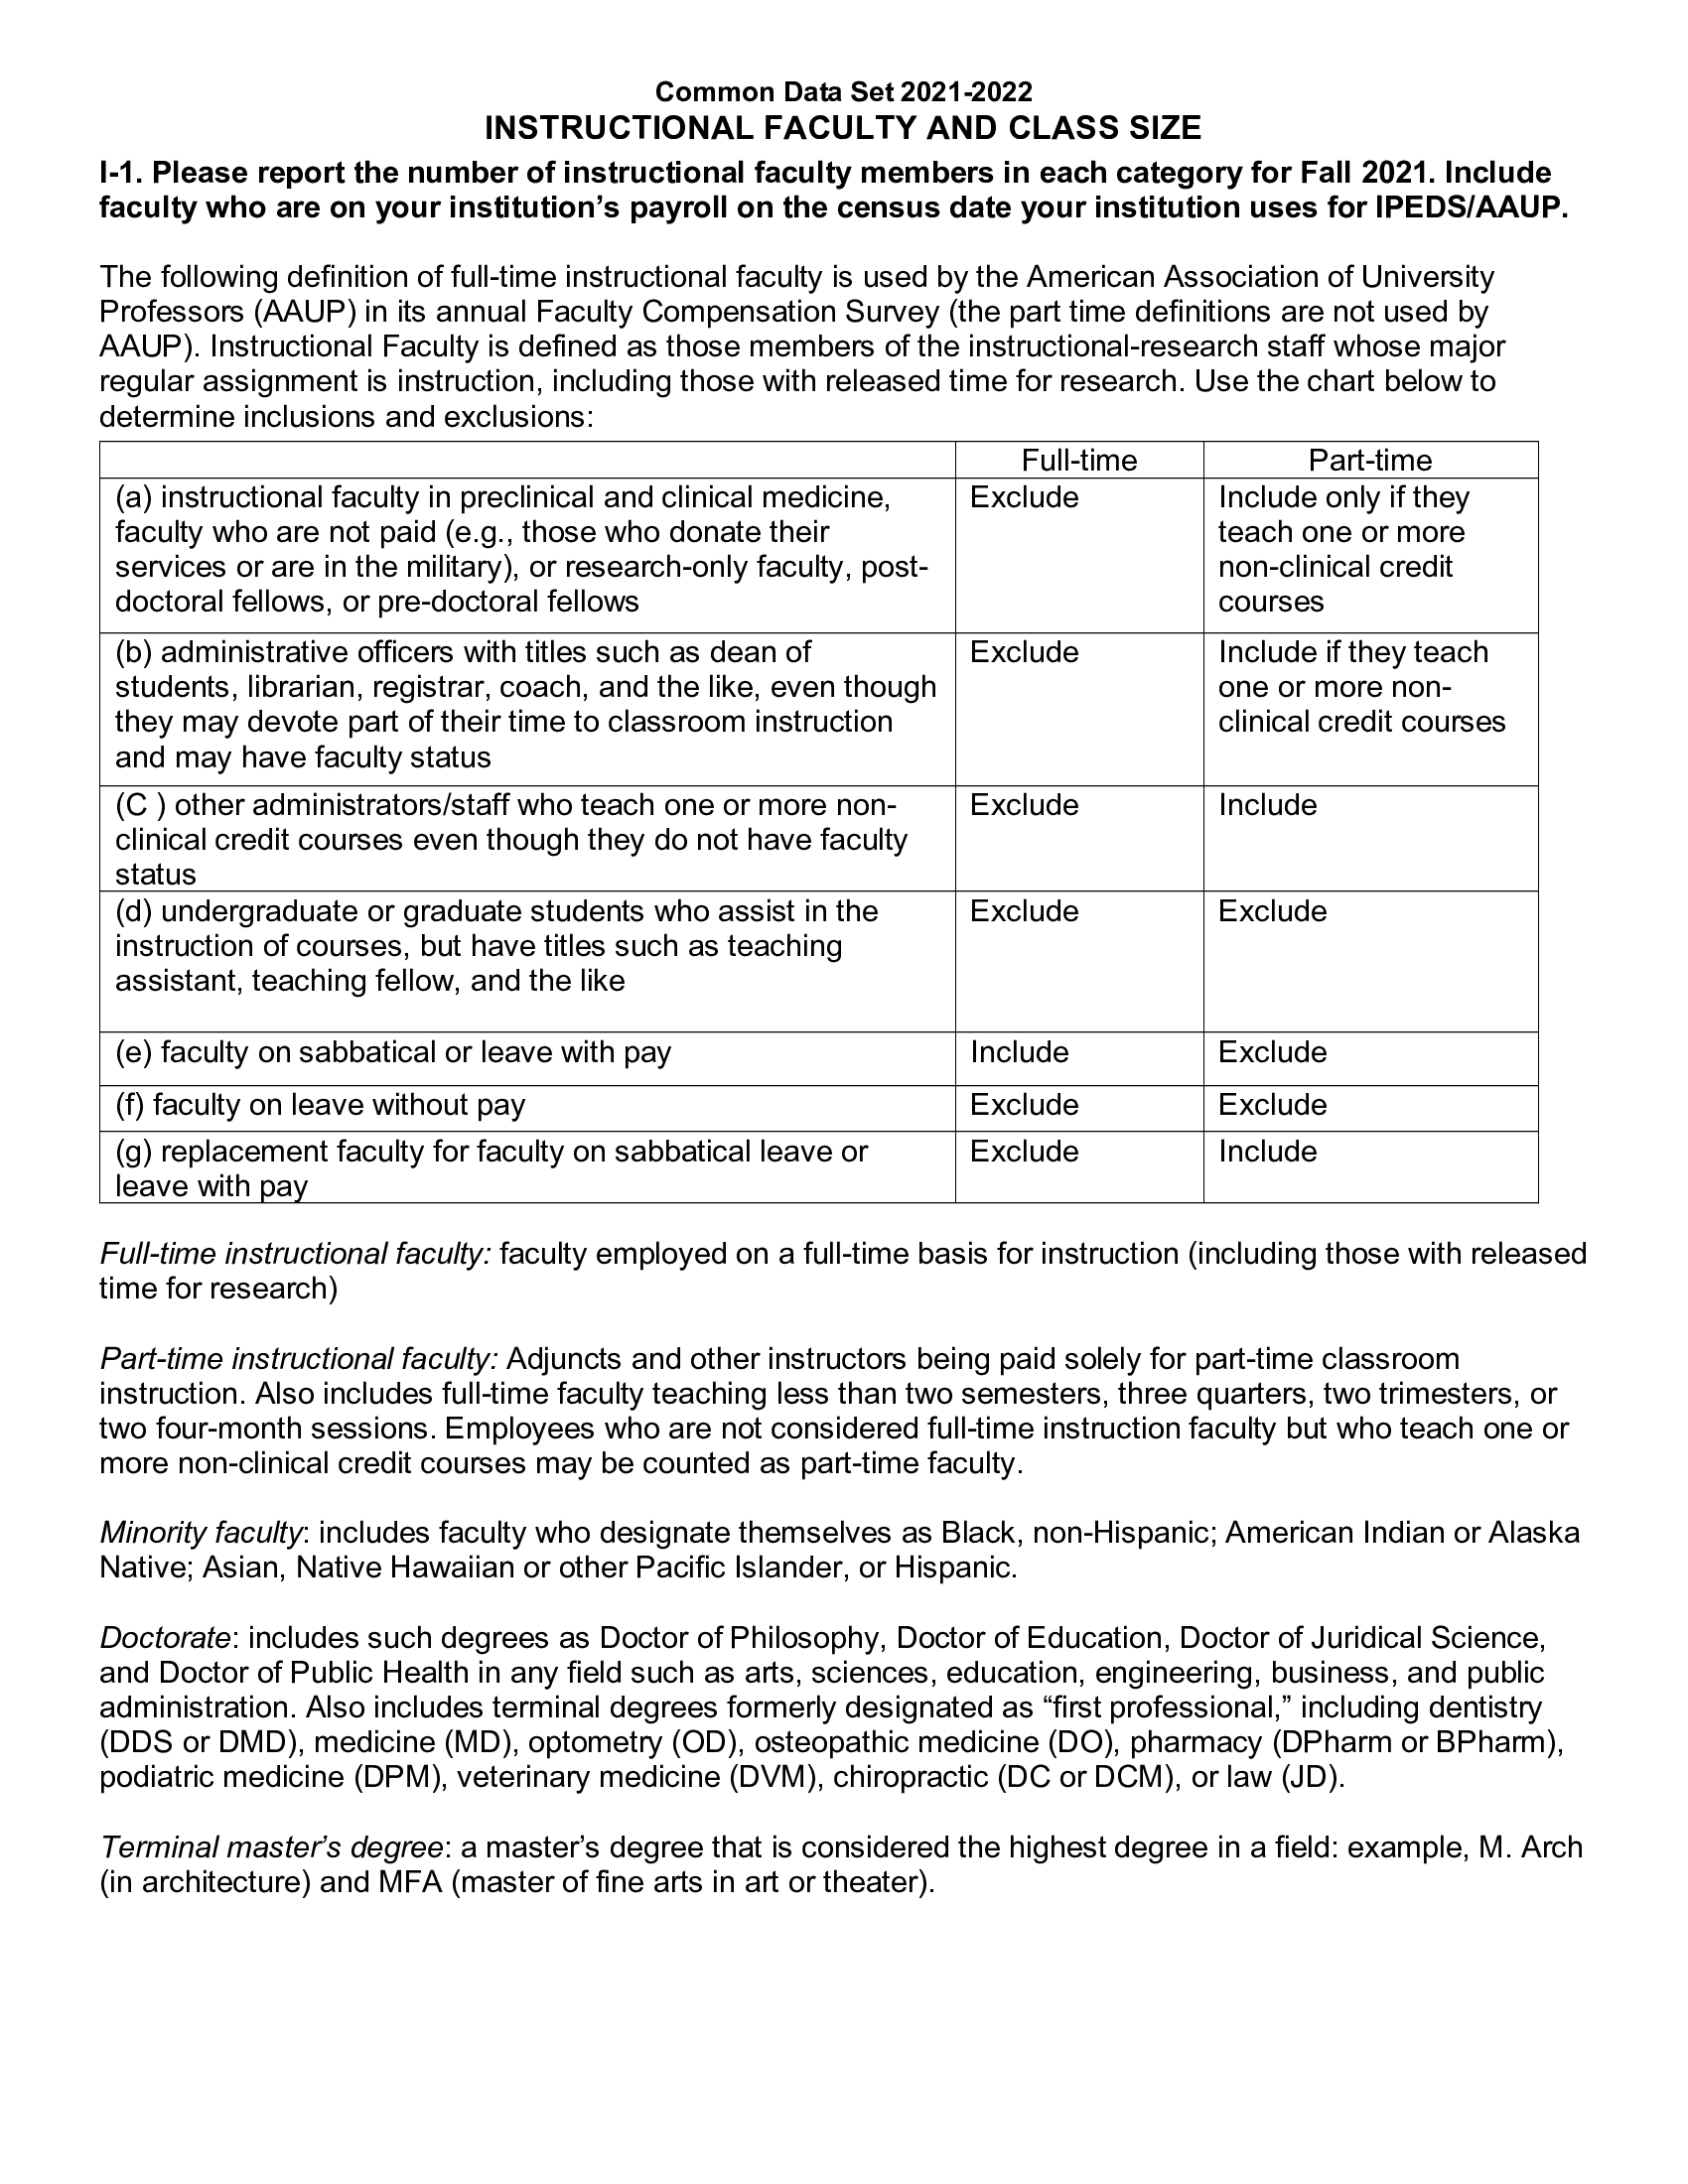 Common Data Set 2021-2022
INSTRUCTIONAL FACULTY AND CLASS SIZE
I-1. Please report the number of instructional faculty members in each category for Fall 2021. Include
faculty who are on your institution’s payroll on the census date your institution uses for IPEDS/AAUP.
The following definition of full-time instructional faculty is used by the American Association of University
Professors (AAUP) in its annual Faculty Compensation Survey (the part time definitions are not used by
AAUP). Instructional Faculty is defined as those members of the instructional-research staff whose major
regular assignment is instruction, including those with released time for research. Use the chart below to
determine inclusions and exclusions:
Full-time
Part-time
(a) instructional faculty in preclinical and clinical medicine,
faculty who are not paid (e.g., those who donate their
services or are in the military), or research-only faculty, post-
doctoral fellows, or pre-doctoral fellows
Exclude
Include only if they
teach one or more
non-clinical credit
courses
(b) administrative officers with titles such as dean of
students, librarian, registrar, coach, and the like, even though
they may devote part of their time to classroom instruction
and may have faculty status
Exclude
Include if they teach
one or more non-
clinical credit courses
(C ) other administrators/staff who teach one or more non-
clinical credit courses even though they do not have faculty
status
Exclude
Include
(d) undergraduate or graduate students who assist in the
instruction of courses, but have titles such as teaching
assistant, teaching fellow, and the like
Exclude
Exclude
(e) faculty on sabbatical or leave with pay
Include
Exclude
(f) faculty on leave without pay
Exclude
Exclude
(g) replacement faculty for faculty on sabbatical leave or
leave with pay
Exclude
Include
Full-time instructional faculty: faculty employed on a full-time basis for instruction (including those with released
time for research)
Part-time instructional faculty: Adjuncts and other instructors being paid solely for part-time classroom
instruction. Also includes full-time faculty teaching less than two semesters, three quarters, two trimesters, or
two four-month sessions. Employees who are not considered full-time instruction faculty but who teach one or
more non-clinical credit courses may be counted as part-time faculty.
Minority faculty: includes faculty who designate themselves as Black, non-Hispanic; American Indian or Alaska
Native; Asian, Native Hawaiian or other Pacific Islander, or Hispanic.
Doctorate: includes such degrees as Doctor of Philosophy, Doctor of Education, Doctor of Juridical Science,
and Doctor of Public Health in any field such as arts, sciences, education, engineering, business, and public
administration. Also includes terminal degrees formerly designated as “first professional,” including dentistry
(DDS or DMD), medicine (MD), optometry (OD), osteopathic medicine (DO), pharmacy (DPharm or BPharm),
podiatric medicine (DPM), veterinary medicine (DVM), chiropractic (DC or DCM), or law (JD).
Terminal master’s degree: a master’s degree that is considered the highest degree in a field: example, M. Arch
(in architecture) and MFA (master of fine arts in art or theater).